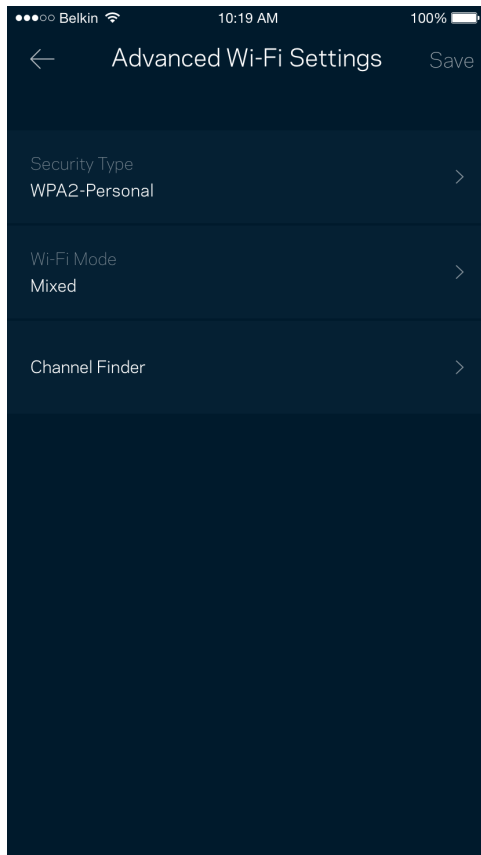 Belkin 10:19 AM 100%
Advanced Wi-Fi Settings Save
Security Type
WPA2-Personal
Wi-Fi Mode
Mixed
Channel Finder